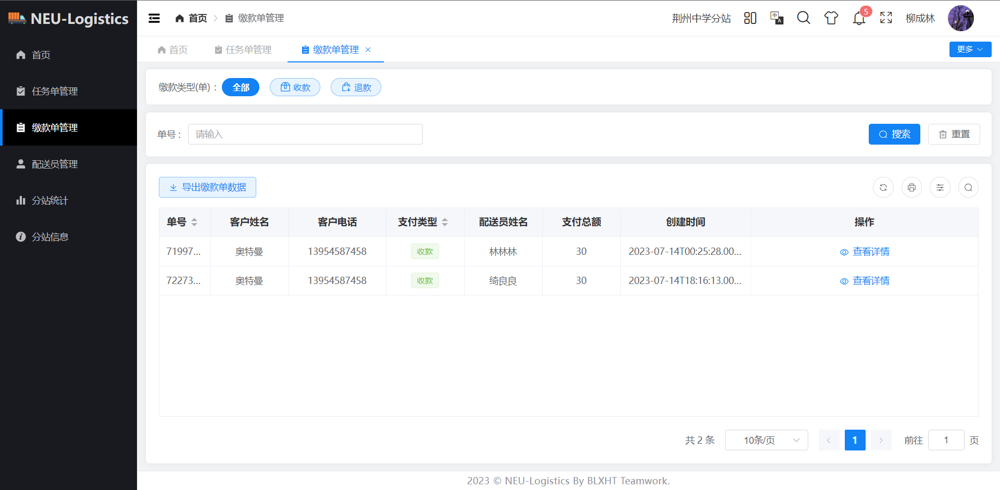 NEU-Logistics
首页
任务单管理
缴款单管理
配送员管理
分站统计
分站信息
首页 缴款单管理
荆州中学分站 5 柳成林
首页 任务单管理 缴款单管理 更多
缴款类型(单) : 全部 收款 退款
单号 : 请输入 搜索 重置
导出缴款单数据
单号 客户姓名 客户电话 支付类型 配送员姓名 支付总额 创建时间 操作
71997... 奥特曼 13954587458 收款 林林林 30 2023-07-14T00:25:28.00... 查看详情
72273... 奥特曼 13954587458 收款 绮良良 30 2023-07-14T18:16:13.00... 查看详情
共 2 条 10条/页 1 前往 1 页
2023 © NEU-Logistics By BLXHT Teamwork.